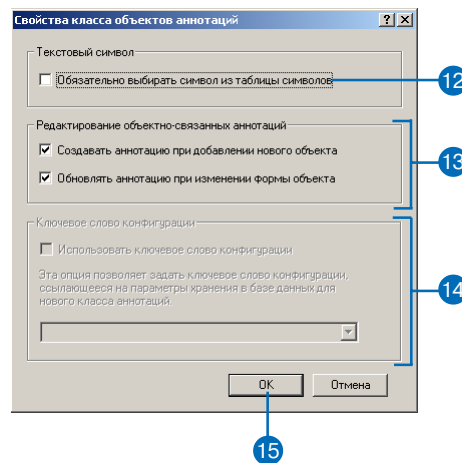 Свойства класса объектов аннотаций
Текстовый символ
Обязательно выбирать символ из таблицы символов
12
Редактирование объектно-связанных аннотаций
Создавать аннотацию при добавлении нового объекта
Обновлять аннотацию при изменении формы объекта
13
Ключевое слово конфигурации
Использовать ключевое слово конфигурации
Эта опция позволяет задать ключевое слово конфигурации,
ссылающееся на параметры хранения в базе данных для
нового класса аннотаций.
14
OK
Отмена
15